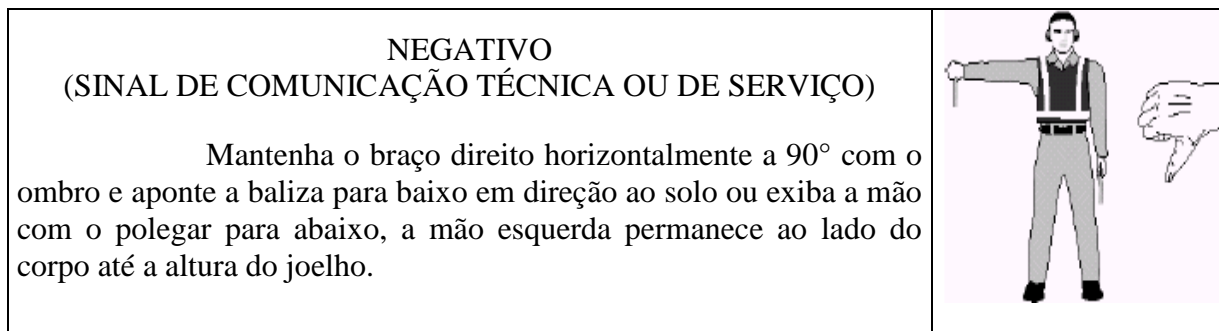 NEGATIVO
(SINAL DE COMUNICAÇÃO TÉCNICA OU DE SERVIÇO)
Mantenha o braço direito horizontalmente a 90° com o
ombro e aponte a baliza para baixo em direção ao solo ou exiba a mão
com o polegar para abaixo, a mão esquerda permanece ao lado do
corpo até a altura do joelho.